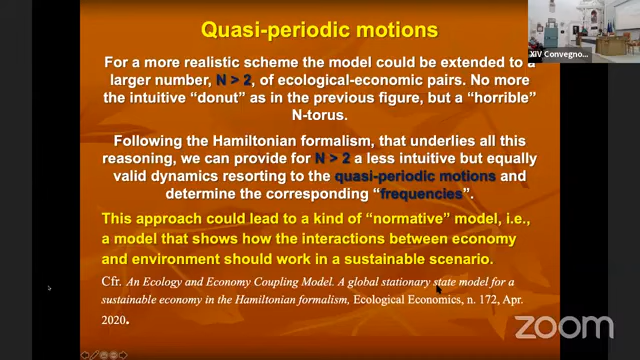 Quasi-periodic motions
XIV Convegno...
For a more realistic scheme the model could be extended to a
larger number, N > 2, of ecological-economic pairs. No more
the intuitive "donut" as in the previous figure, but a "horrible"
N-torus.
Following the Hamiltonian formalism, that underlies all this
reasoning, we can provide for N > 2 a less intuitive but equally
valid dynamics resorting to the quasi-periodic motions and
determine the corresponding "frequencies".
This approach could lead to a kind of "normative" model, i.e.,
a model that shows how the interactions between economy
and environment should work in a sustainable scenario.
Cfr. An Ecology and Economy Coupling Model. A global stationary state model for a
sustainable economy in the Hamiltonian formalism, Ecological Economics, n. 172, Apr.
2020.
zoom